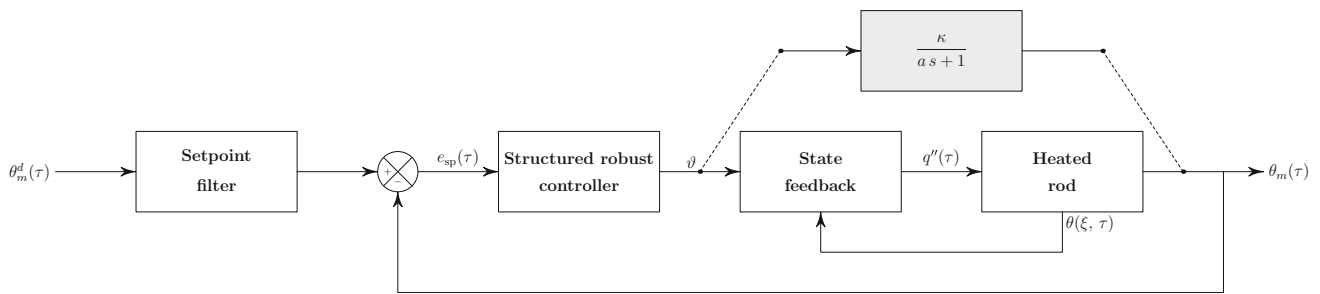 κ
a s + 1
θ_m^d(τ)
Setpoint
filter
+
−
e_sp(τ)
Structured robust
controller
ϑ
State
feedback
q″(τ)
Heated
rod
θ_m(τ)
θ(ξ, τ)